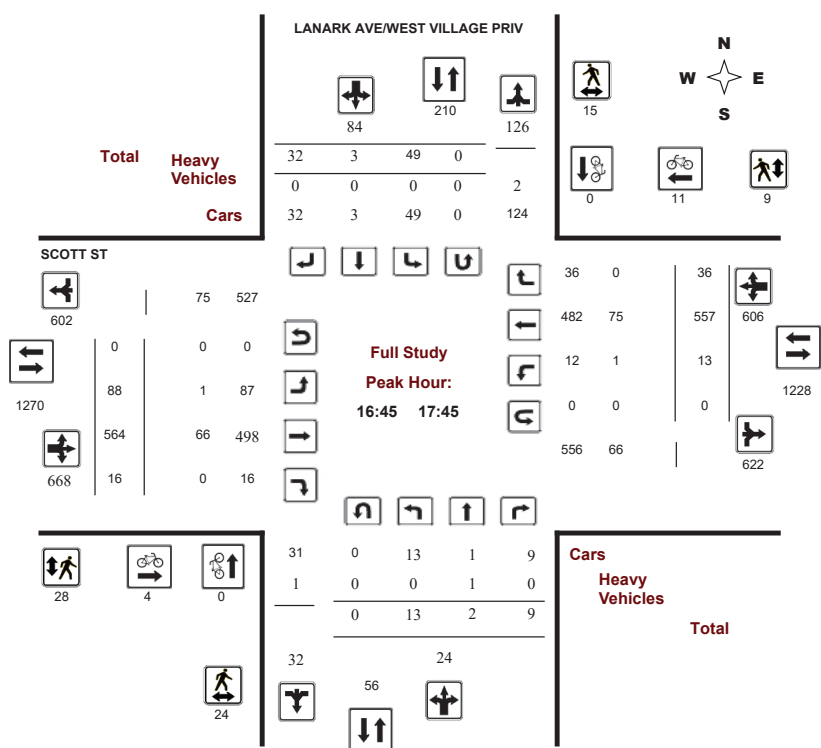 LANARK AVE/WEST VILLAGE PRIV
N
W E
S
84 210 126 15
Total Heavy Vehicles
32 3 49 0
0 0 0 0 2
0 11 9
Cars 32 3 49 0 124
SCOTT ST
602 75 527
36 0 36
482 75 557 606
0 0 0
Full Study
12 1 13
1270 88 1 87
Peak Hour:
1228
16:45 17:45
0 0 0
564 66 498
556 66 622
668 16 0 16
31 0 13 1 9 Cars
1 0 0 1 0 Heavy Vehicles
28 4 0
0 13 2 9 Total
32 24
56
24